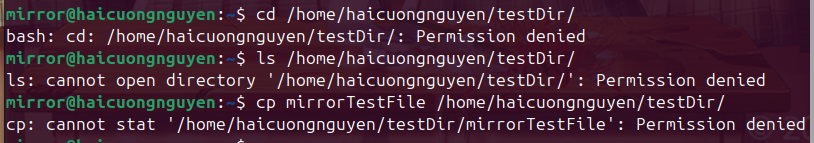 mirror@haicuongnguyen:~$ cd /home/haicuongnguyen/testDir/
bash: cd: /home/haicuongnguyen/testDir/: Permission denied
mirror@haicuongnguyen:~$ ls /home/haicuongnguyen/testDir/
ls: cannot open directory '/home/haicuongnguyen/testDir/': Permission denied
mirror@haicuongnguyen:~$ cp mirrorTestFile /home/haicuongnguyen/testDir/
cp: cannot stat '/home/haicuongnguyen/testDir/mirrorTestFile': Permission denied